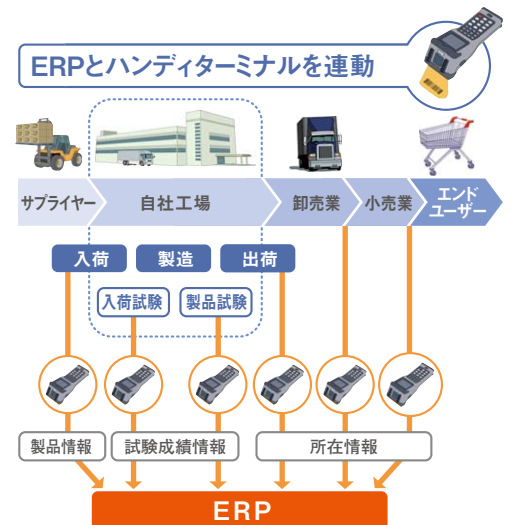 ERPとハンディターミナルを連動
サプライヤー
自社工場
卸売業
小売業
エンド
ユーザー
入荷
製造
出荷
入荷試験
製品試験
製品情報
試験成績情報
所在情報
ERP